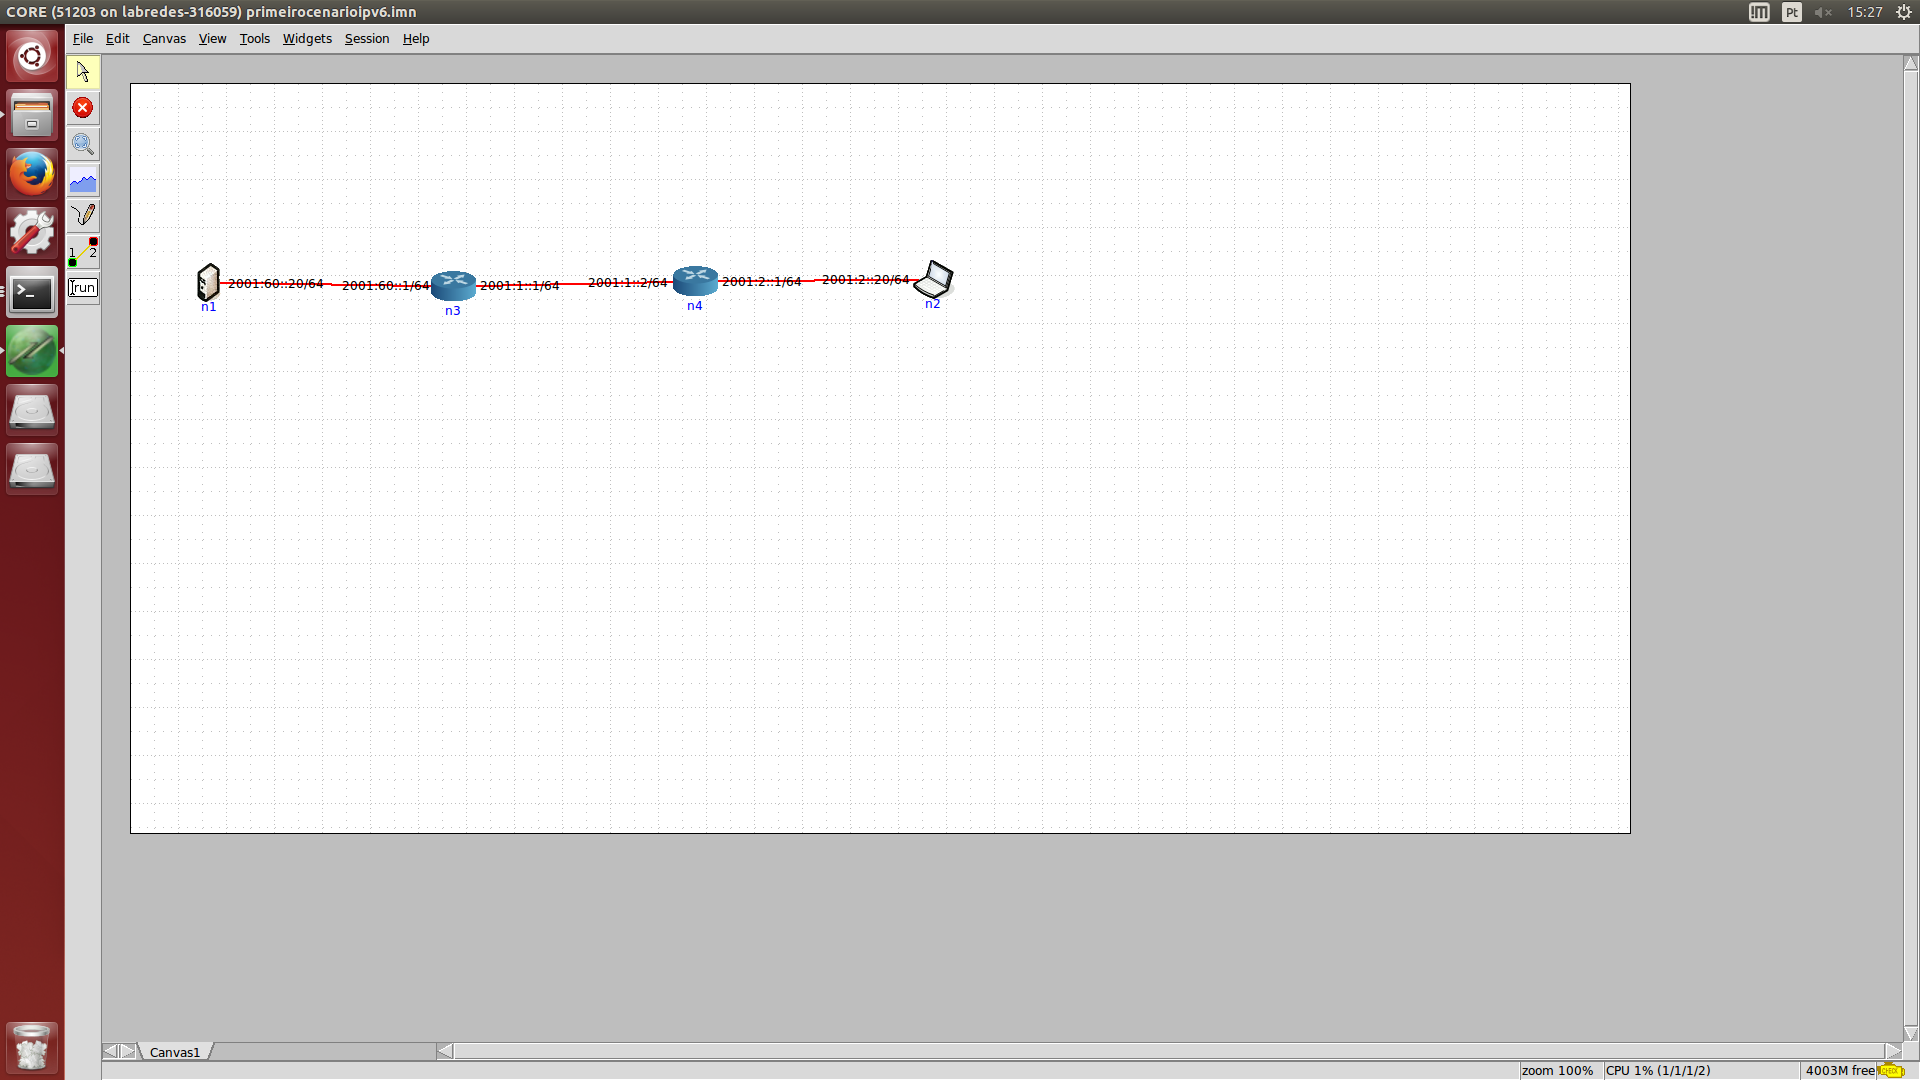 CORE (51203 on labredes-316059) primeirocenarioipv6.imn
Pt 15:27
File Edit Canvas View Tools Widgets Session Help
1 2
run
2001:60::20/64 2001:60::1/64 2001:1::1/64 2001:1::2/64 2001:2::1/64 2001:2::20/64
n1 n3 n4 n2
Canvas1
zoom 100% CPU 1% (1/1/1/2) 4003M free